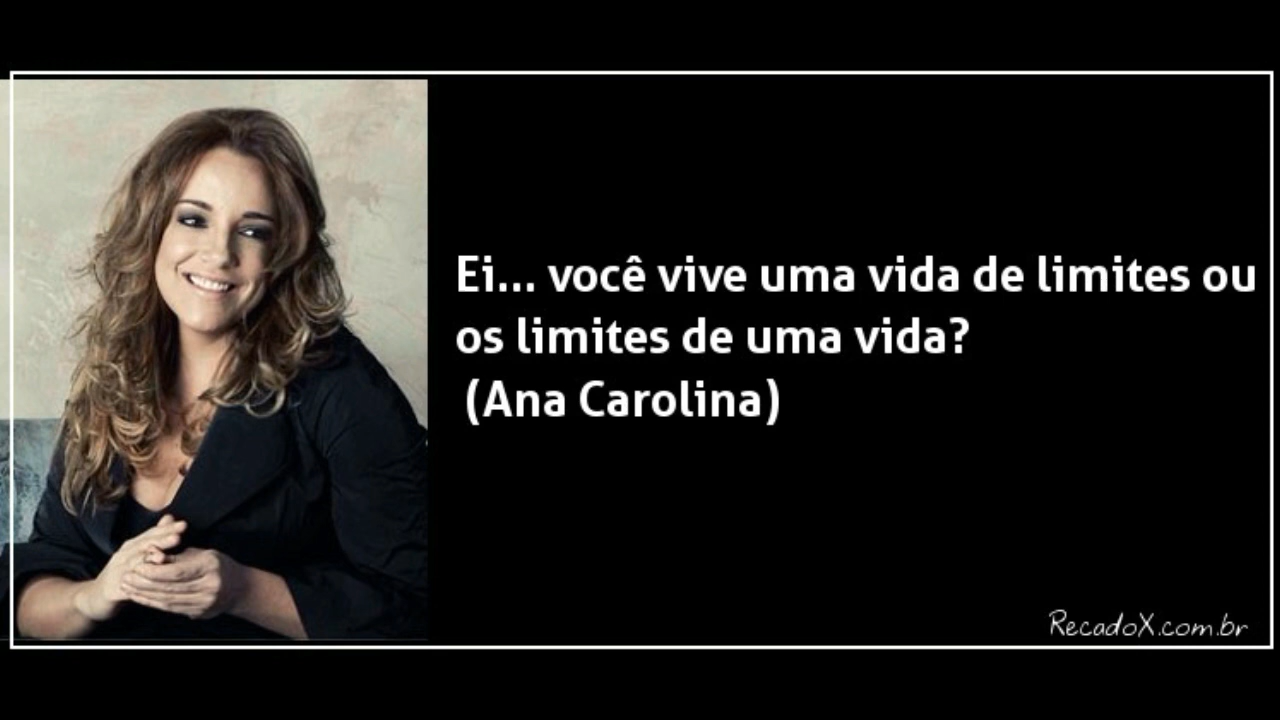 Ei... você vive uma vida de limites ou
os limites de uma vida?
(Ana Carolina)
RecadoX.com.br